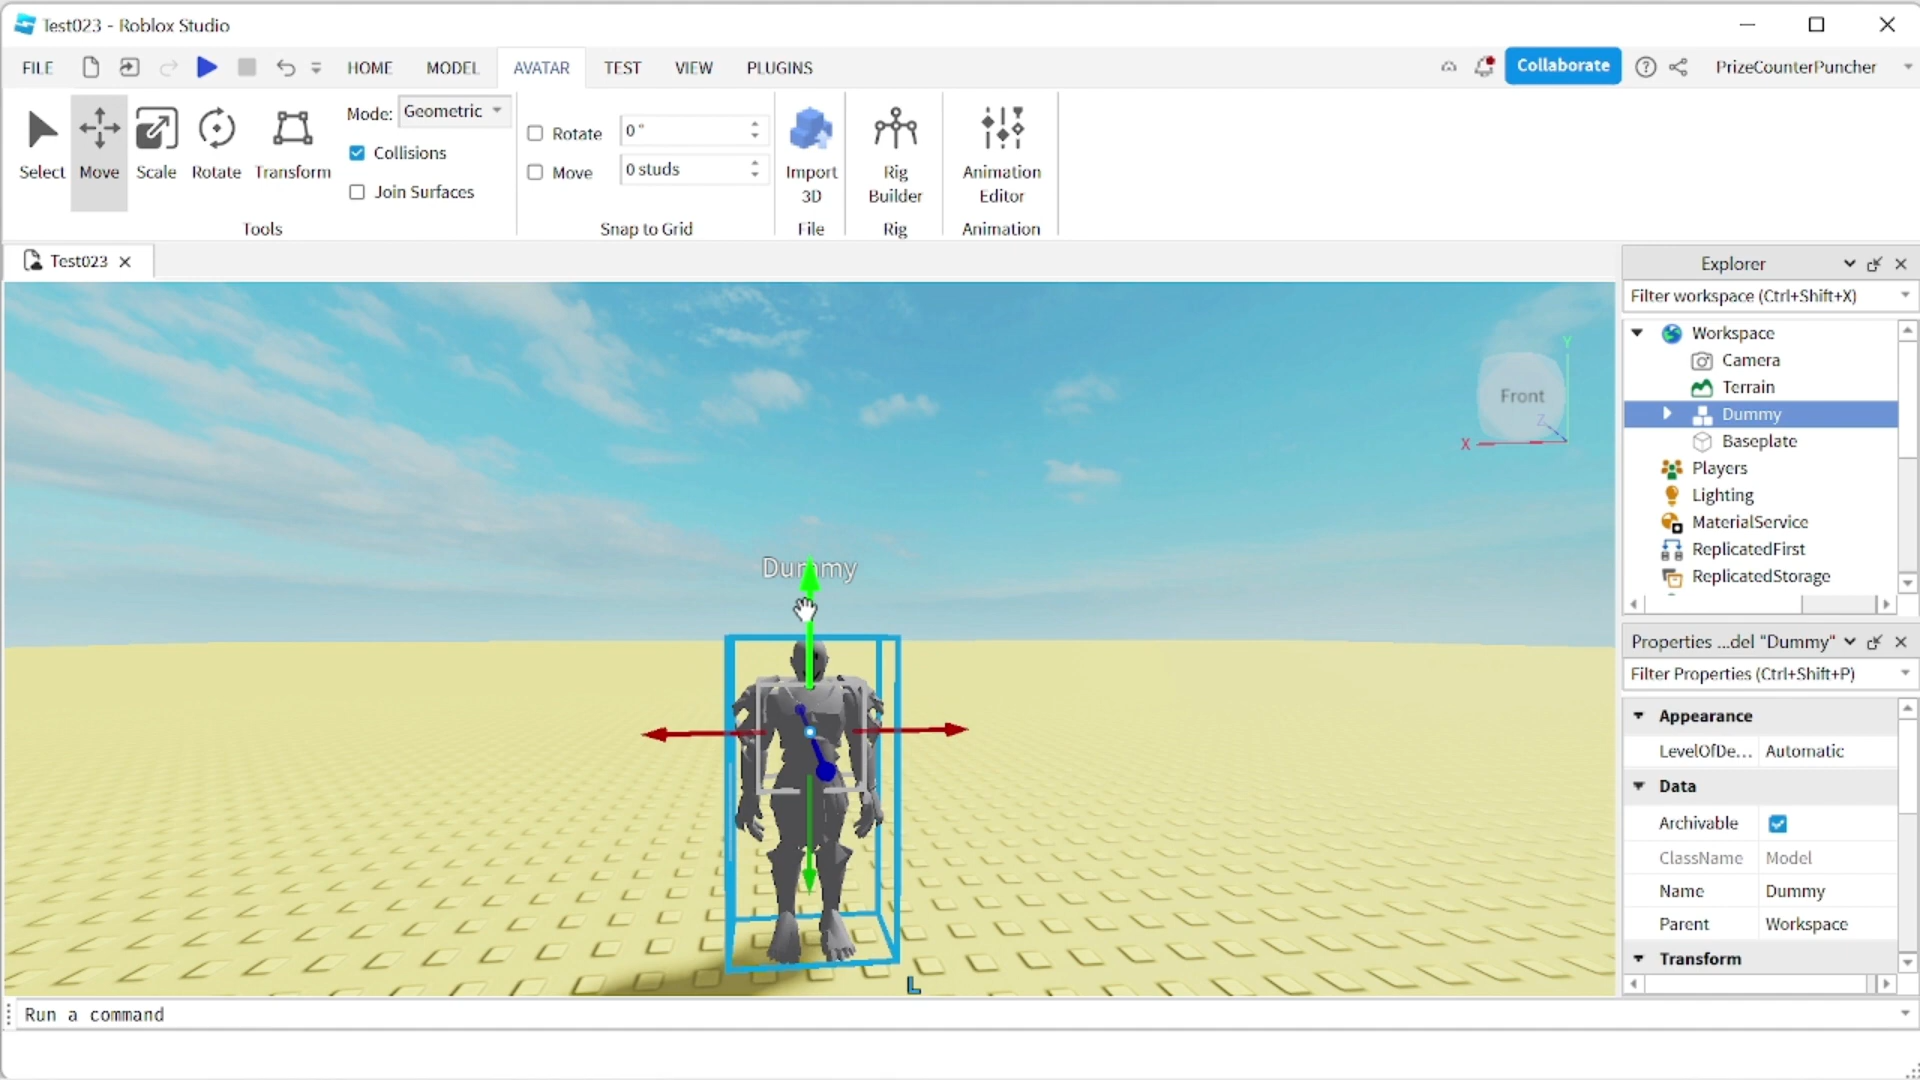 Test023 - Roblox Studio
FILE HOME MODEL AVATAR TEST VIEW PLUGINS Collaborate PrizeCounterPuncher
Select Move Scale Rotate Transform
Mode: Geometric
Collisions
Join Surfaces
Tools
Rotate 0 °
Move 0 studs
Snap to Grid
Import
3D
File
Rig
Builder
Rig
Animation
Editor
Animation
Test023
Dummy
Front
X
Y
Z
L
Explorer
Filter workspace (Ctrl+Shift+X)
Workspace
Camera
Terrain
Dummy
Baseplate
Players
Lighting
MaterialService
ReplicatedFirst
ReplicatedStorage
Properties ...del "Dummy"
Filter Properties (Ctrl+Shift+P)
Appearance
LevelOfDe... Automatic
Data
Archivable
ClassName Model
Name Dummy
Parent Workspace
Transform
Run a command